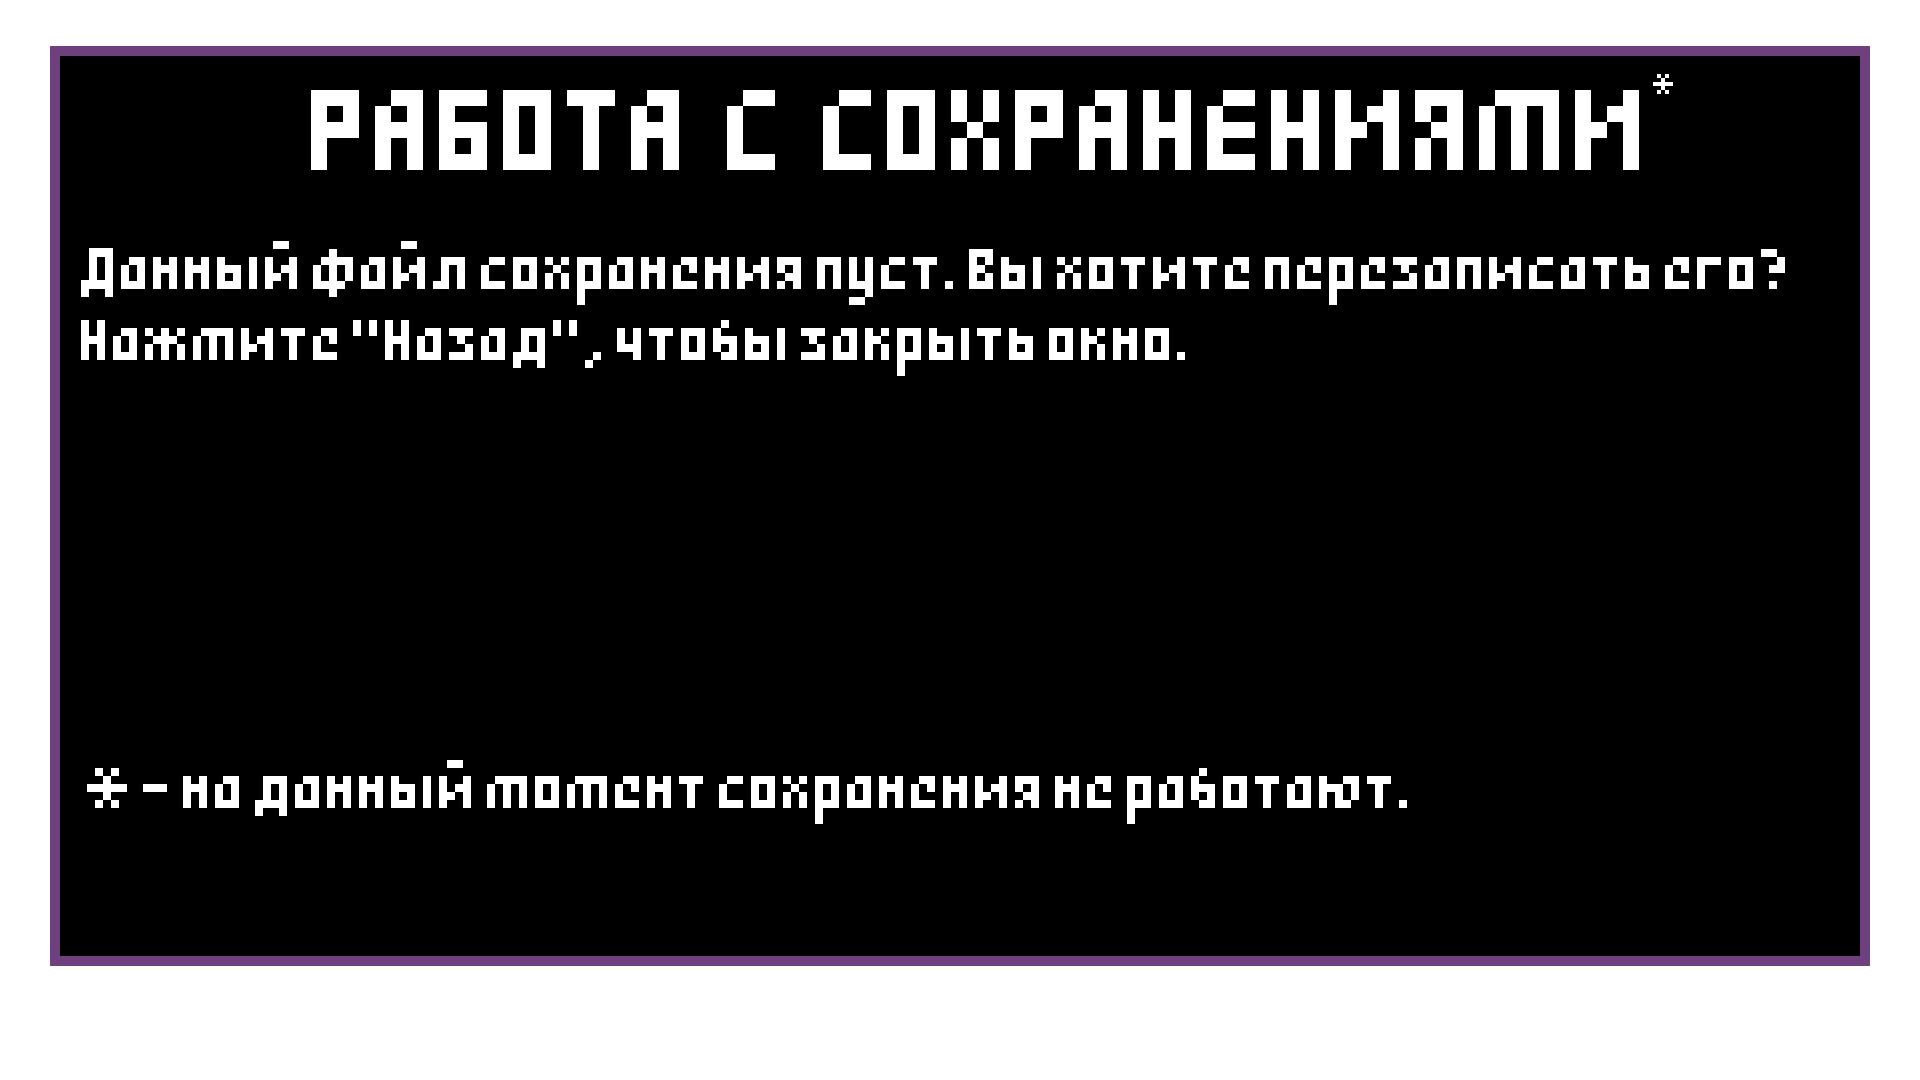 РАБОТА С СОХРАНЕНИЯМИ*
Данный файл сохранения пуст. Вы хотите перезаписать его?
Нажмите "Назад", чтобы закрыть окно.
* - на данный момент сохранения не работают.